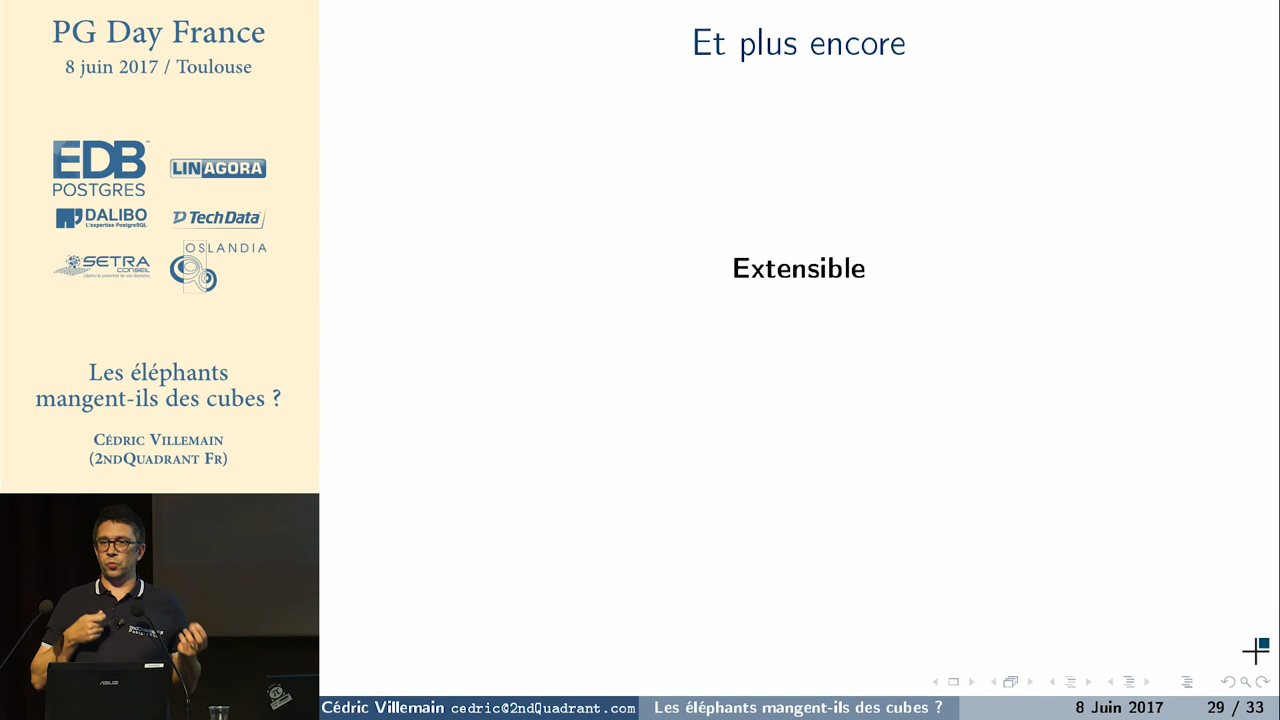 PG Day France
8 juin 2017 / Toulouse
EDB
POSTGRES
LINAGORA
DALIBO
L'expertise PostgreSQL
TechData
SETRA
CONSEIL
OSLANDIA
Les éléphants
mangent-ils des cubes ?
Cédric Villemain
(2ndQuadrant Fr)
ASUS
Et plus encore
Extensible
Cédric Villemain cedric@2ndQuadrant.com
Les éléphants mangent-ils des cubes ?
8 Juin 2017
29 / 33